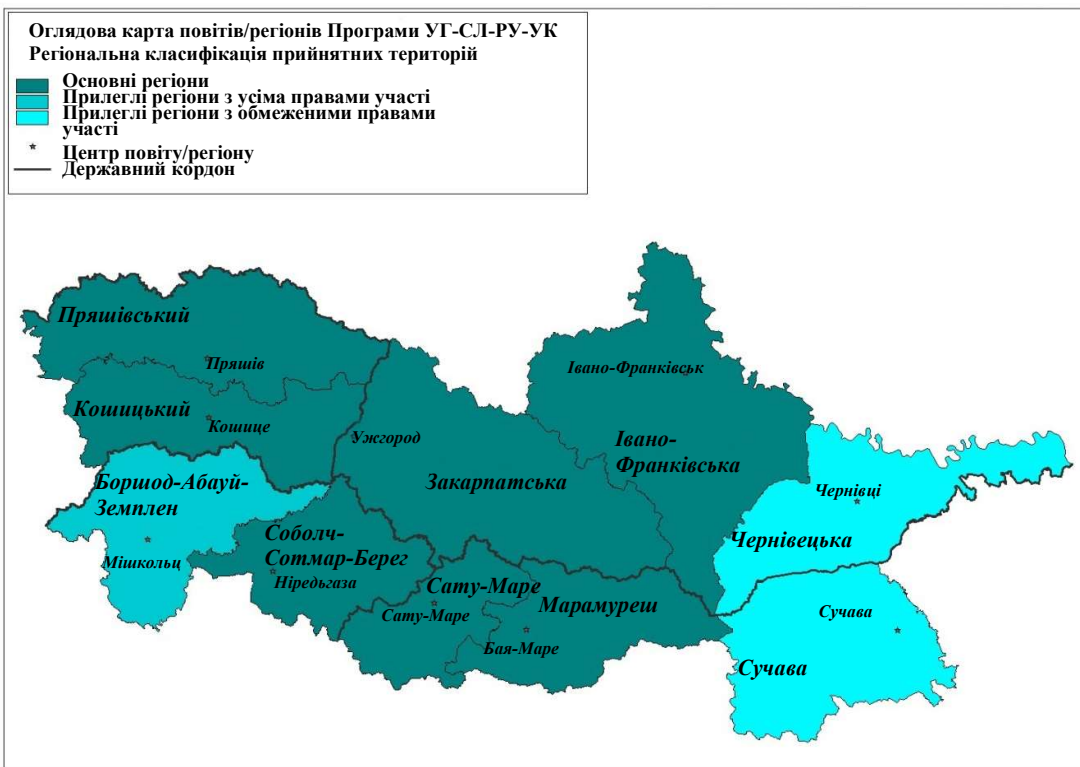 Оглядова карта повітів/регіонів Програми УГ-СЛ-РУ-УК
Регіональна класифікація прийнятних територій
Основні регіони
Прилеглі регіони з усіма правами участі
Прилеглі регіони з обмеженими правами
участі
Центр повіту/регіону
Державний кордон
Пряшівський
Пряшів
Івано-Франківськ
Кошицький
Кошице
Ужгород
Івано-
Франківська
Боршод-Абауй-
Земплен
Закарпатська
Чернівці
Соболч-
Сотмар-Берег
Чернівецька
Мішкольц
Ніредьгаза
Сату-Маре
Сату-Маре
Марамуреш
Сучава
Бая-Маре
Сучава